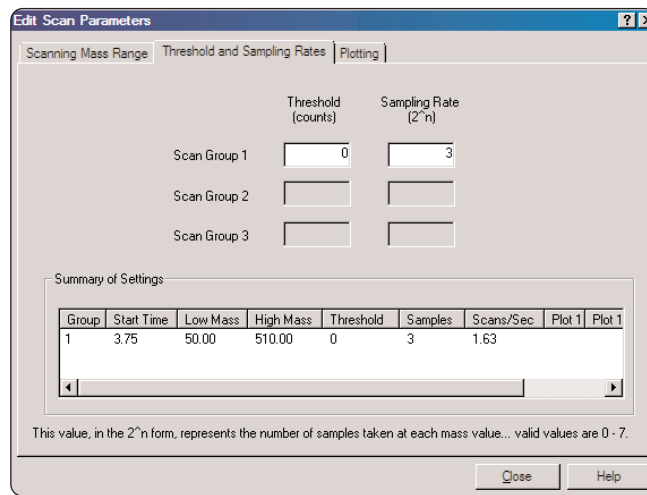 Edit Scan Parameters ? X
Scanning Mass Range Threshold and Sampling Rates Plotting
Threshold (counts) Sampling Rate (2^n)
Scan Group 1 0 3
Scan Group 2
Scan Group 3
Summary of Settings
Group Start Time Low Mass High Mass Threshold Samples Scans/Sec Plot 1 Plot 1
1 3.75 50.00 510.00 0 3 1.63
This value, in the 2^n form, represents the number of samples taken at each mass value... valid values are 0 - 7.
Close Help